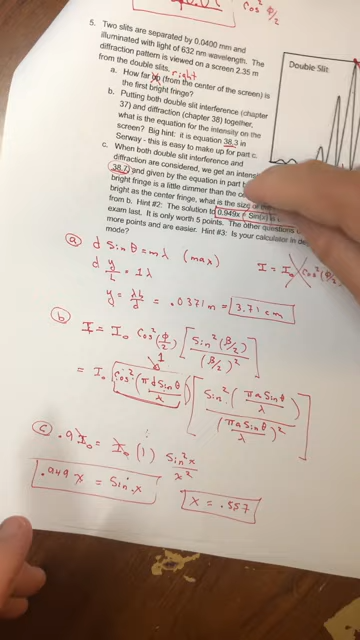 cos² φ/2
5. Two slits are separated by 0.0400 mm and
illuminated with light of 632 nm wavelength. The
diffraction pattern is viewed on a screen 2.35 m
from the double slits.
right
a. How far up (from the center of the screen) is
the first bright fringe?
b. Putting both double slit interference (chapter
37) and diffraction (chapter 38) together,
what is the equation for the intensity on the
screen? Big hint: it is equation 38.3 in
Serway - this is easy to make up for part c.
c. When both double slit interference and
diffraction are considered, we get an
38.7) and given by the equation in part
bright fringe is a little dimmer than the
bright as the center fringe, what is the
from b. Hint #2: The solution to 0.949x = Sin(x)
exam last. It is only worth 5 points. The other questions
more points and are easier. Hint #3: Is your calculator in
mode?
Double Slit
(a) d Sin θ = mλ (max)
I = I₀ cos²(
d y/L = 1λ
y = λL/d = .0371 m = 3.71 cm
(b) I = I₀ cos²(φ/2) [Sin²(β/2) / (β/2)²]
1
= I₀ cos²(π d Sin θ / λ) [Sin²(π a Sin θ / λ) / (π a Sin θ / λ)²]
(c) .9 I₀ = I₀ (1) Sin² x / x²
.949 x = Sin x
x = .557